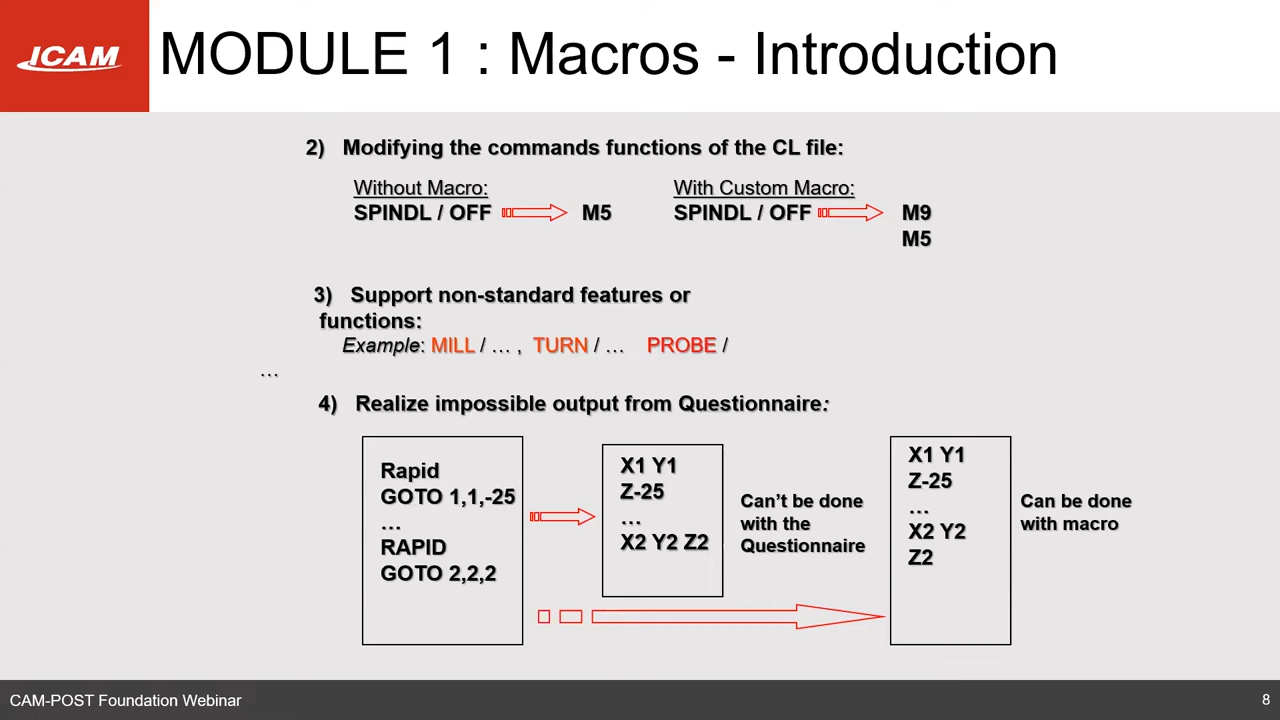 ICAM
MODULE 1 : Macros - Introduction
2) Modifying the commands functions of the CL file:
Without Macro:
SPINDL / OFF
M5
With Custom Macro:
SPINDL / OFF
M9
M5
3) Support non-standard features or
functions:
Example: MILL / … , TURN / … PROBE /
…
4) Realize impossible output from Questionnaire:
Rapid
GOTO 1,1,-25
…
RAPID
GOTO 2,2,2
X1 Y1
Z-25
…
X2 Y2 Z2
Can't be done
with the
Questionnaire
X1 Y1
Z-25
…
X2 Y2
Z2
Can be done
with macro
CAM-POST Foundation Webinar
8